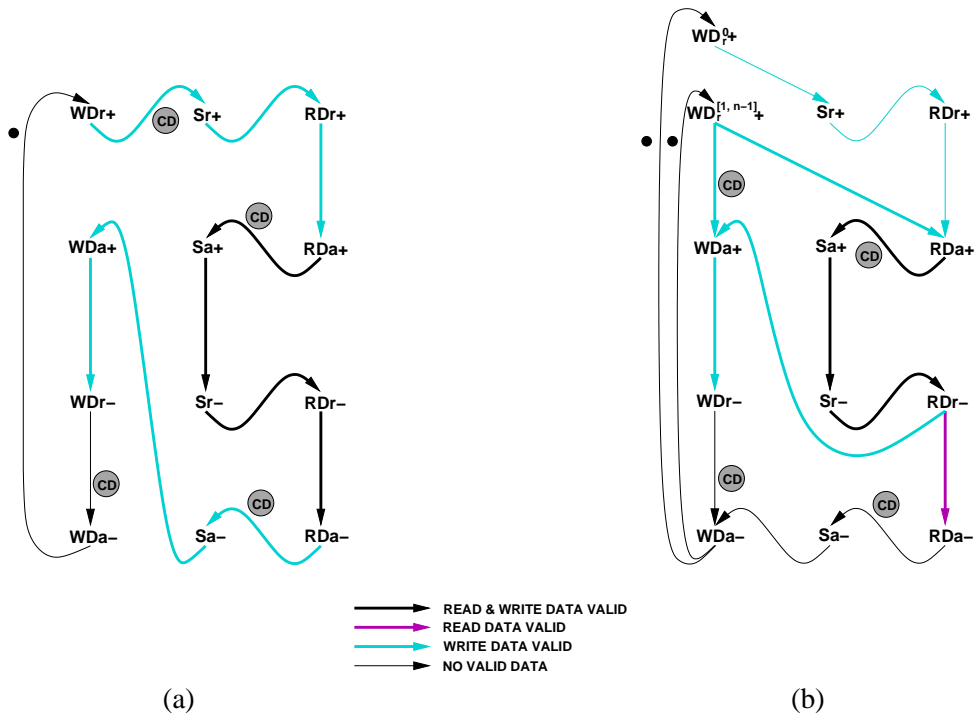 WD⁰ᵣ+
WDr+ CD Sr+ RDr+ WD[1, n−1]r+ Sr+ RDr+
CD CD
WDa+ Sa+ RDa+ WDa+ Sa+ CD RDa+
WDr− Sr− RDr− WDr− Sr− RDr−
CD CD CD CD
WDa− Sa− RDa− WDa− Sa− RDa−
READ & WRITE DATA VALID
READ DATA VALID
WRITE DATA VALID
NO VALID DATA
(a) (b)